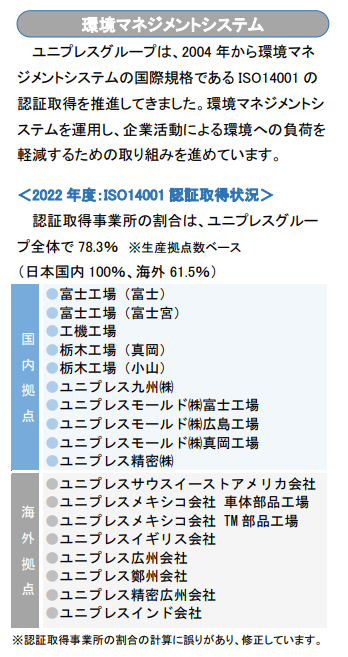 環境マネジメントシステム
ユニプレスグループは、2004 年から環境マネ
ジメントシステムの国際規格である ISO14001 の
認証取得を推進してきました。環境マネジメントシ
ステムを運用し、企業活動による環境への負荷を
軽減するための取り組みを進めています。
＜2022 年度：ISO14001 認証取得状況＞
認証取得事業所の割合は、ユニプレスグルー
プ全体で 78.3% ※生産拠点数ベース
（日本国内 100%、海外 61.5%）
国内拠点
●富士工場（富士）
●富士工場（富士宮）
●工機工場
●栃木工場（真岡）
●栃木工場（小山）
●ユニプレス九州㈱
●ユニプレスモールド㈱富士工場
●ユニプレスモールド㈱広島工場
●ユニプレスモールド㈱真岡工場
●ユニプレス精密㈱
海外拠点
●ユニプレスサウスイーストアメリカ会社
●ユニプレスメキシコ会社 車体部品工場
●ユニプレスメキシコ会社 TM 部品工場
●ユニプレスイギリス会社
●ユニプレス広州会社
●ユニプレス鄭州会社
●ユニプレス精密広州会社
●ユニプレスインド会社
※認証取得事業所の割合の計算に誤りがあり、修正しています。